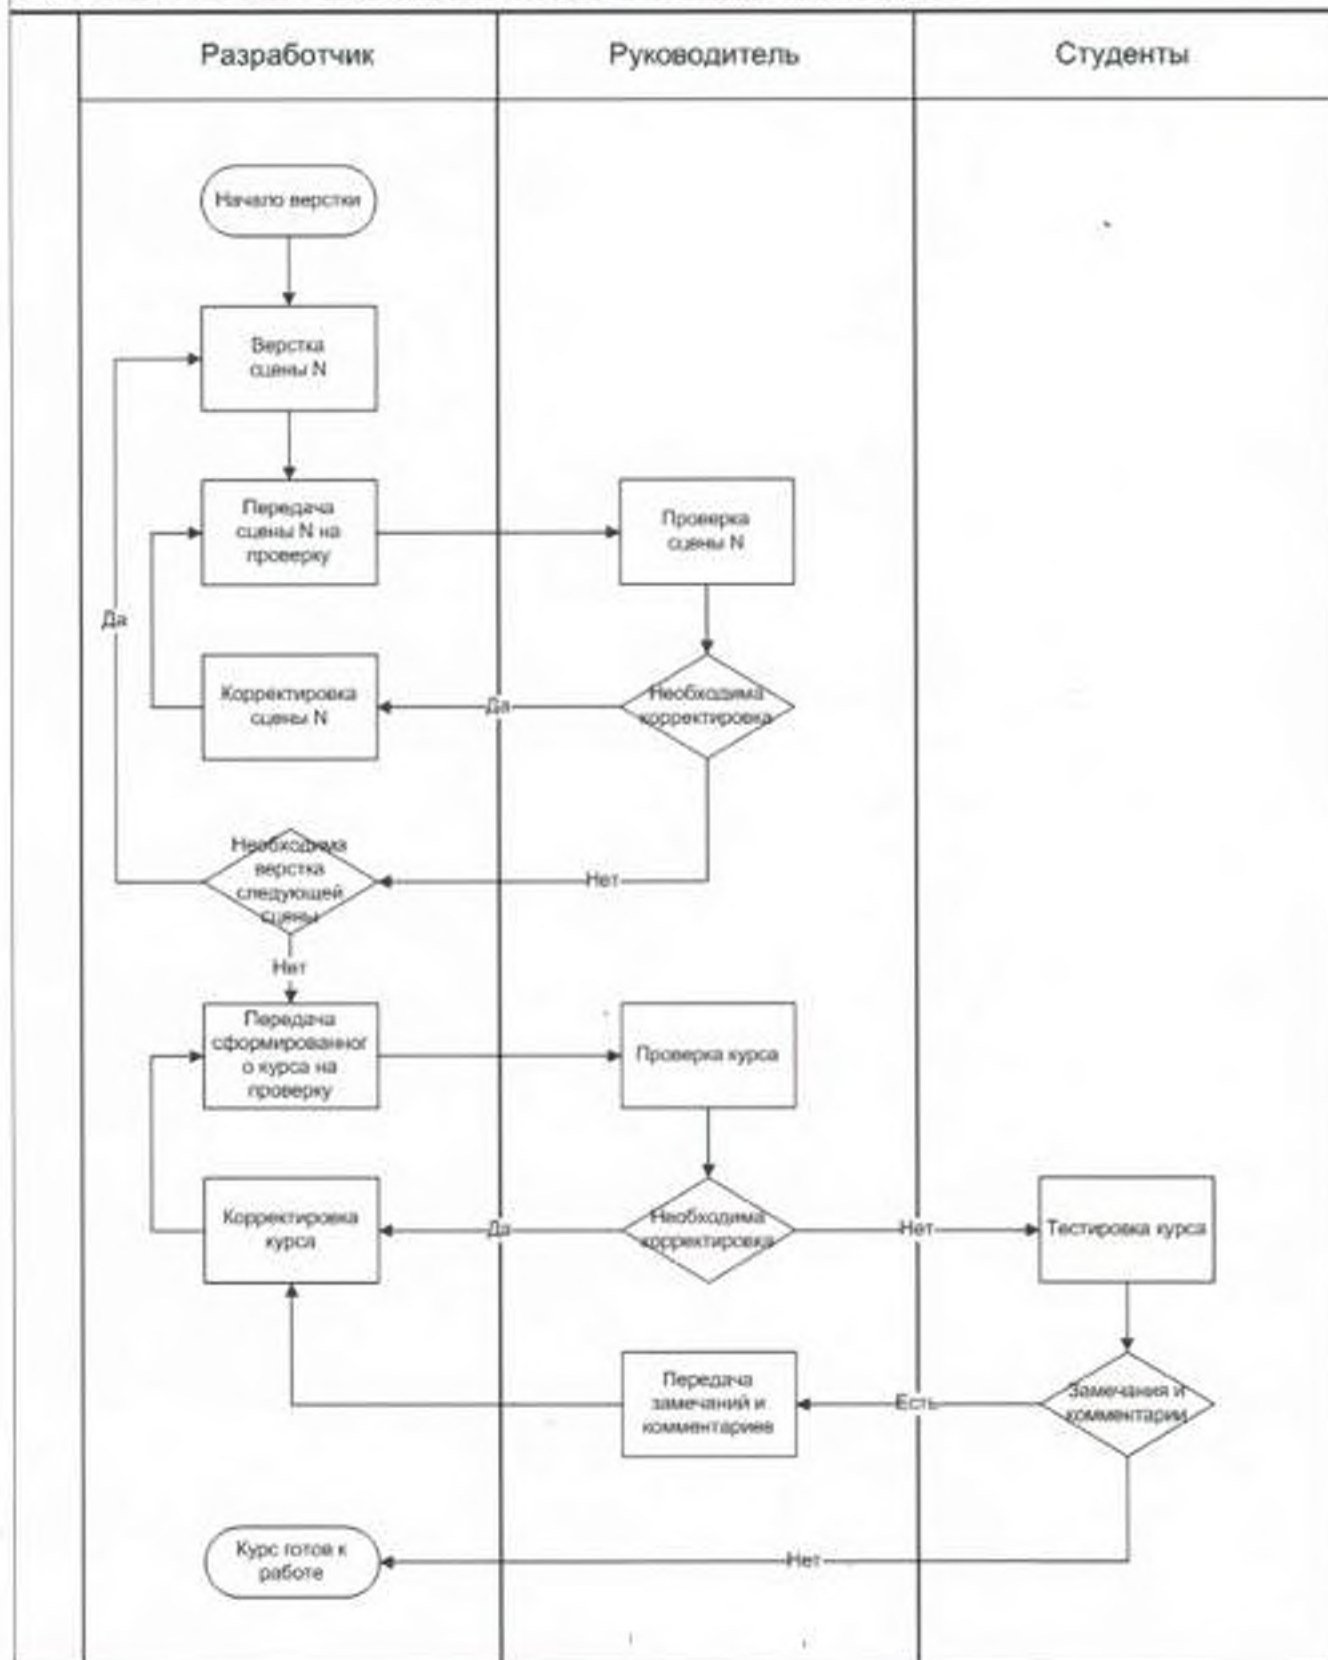 Разработчик
Руководитель
Студенты
Начало верстки
Верстка
сцены N
Передача
сцены N на
проверку
Проверка
сцены N
Да
Корректировка
сцены N
Да
Необходима
корректировка
Необходима
верстка
следующей
сцены
Нет
Нет
Передача
сформированног
о курса на
проверку
Проверка курса
Корректировка
курса
Да
Необходима
корректировка
Нет
Тестировка курса
Передача
замечаний и
комментариев
Есть
Замечания и
комментарии
Курс готов к
работе
Нет